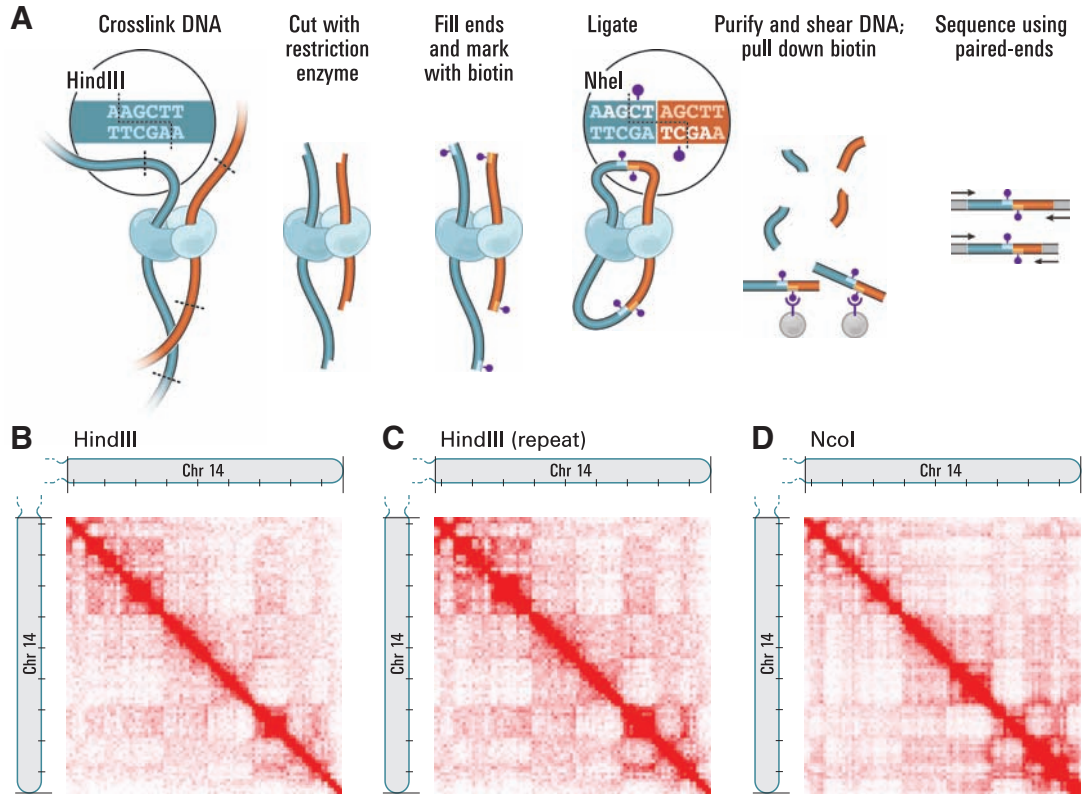 A
Crosslink DNA
Cut with
restriction
enzyme
Fill ends
and mark
with biotin
Ligate
Purify and shear DNA;
pull down biotin
Sequence using
paired-ends
HindIII
AAGCTT
TTCGAA
NheI
AAGCT AGCTT
TTCGA TCGAA
B HindIII
Chr 14
Chr 14
C HindIII (repeat)
Chr 14
Chr 14
D NcoI
Chr 14
Chr 14